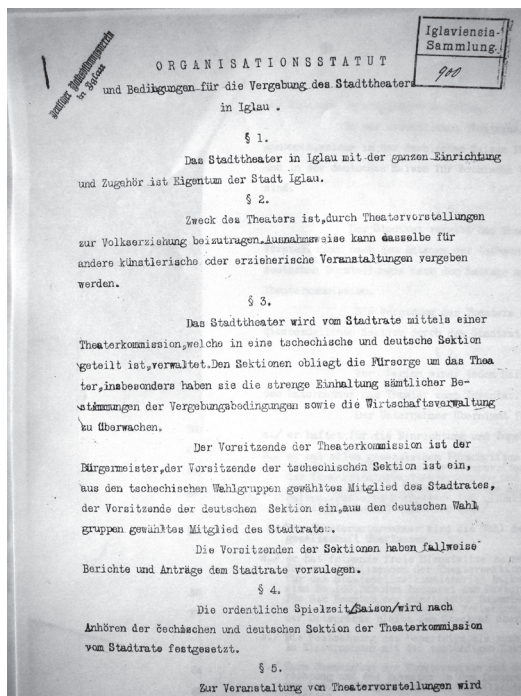 Deutscher Volksbildungsverein
in Iglau
Iglaviensia-
Sammlung.
900
ORGANISATIONSSTATUT
und Bedingungen für die Vergebung des Stadttheaters
in Iglau .
§ 1.
Das Stadttheater in Iglau mit der ganzen Einrichtung
und Zugehör ist Eigentum der Stadt Iglau.
§ 2.
Zweck des Theaters ist,durch Theatervorstellungen
zur Volkserziehung beizutragen.Ausnahmsweise kann dasselbe für
andere künstlerische oder erzieherische Veranstaltungen vergeben
werden.
§ 3.
Das Stadttheater wird vom Stadtrate mittels einer
Theaterkommission,welche in eine tschechische und deutsche Sektion
geteilt ist,verwaltet.Den Sektionen obliegt die Fürsorge um das Thea
ter,insbesonders haben sie die strenge Einhaltung sämtlicher Be-
stimmungen der Vergebungsbedingungen sowie die Wirtschaftsverwaltung
zu überwachen.
Der Vorsitzende der Theaterkommission ist der
Bürgermeister,der Vorsitzende der tschechischen Sektion ist ein,
aus den tschechischen Wahlgruppen gewähltes Mitglied des Stadtrates,
der Vorsitzende der deutschen Sektion ein,aus den deutschen Wahl
gruppen gewähltes Mitglied des Stadtrates.
Die Vorsitzenden der Sektionen haben fallweise
Berichte und Anträge dem Stadtrate vorzulegen.
§ 4.
Die ordentliche Spielzeit/Saison/wird nach
Anhören der čechischen und deutschen Sektion der Theaterkommission
vom Stadtrate festgesetzt.
§ 5.
Zur Veranstaltung von Theatervorstellungen wird